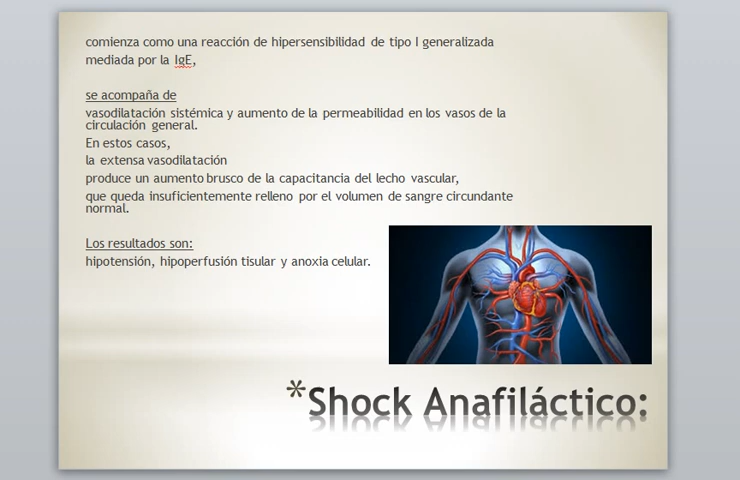 comienza como una reacción de hipersensibilidad de tipo I generalizada
mediada por la IgE,
se acompaña de
vasodilatación sistémica y aumento de la permeabilidad en los vasos de la
circulación general.
En estos casos,
la extensa vasodilatación
produce un aumento brusco de la capacitancia del lecho vascular,
que queda insuficientemente relleno por el volumen de sangre circundante
normal.
Los resultados son:
hipotensión, hipoperfusión tisular y anoxia celular.
*Shock Anafiláctico: